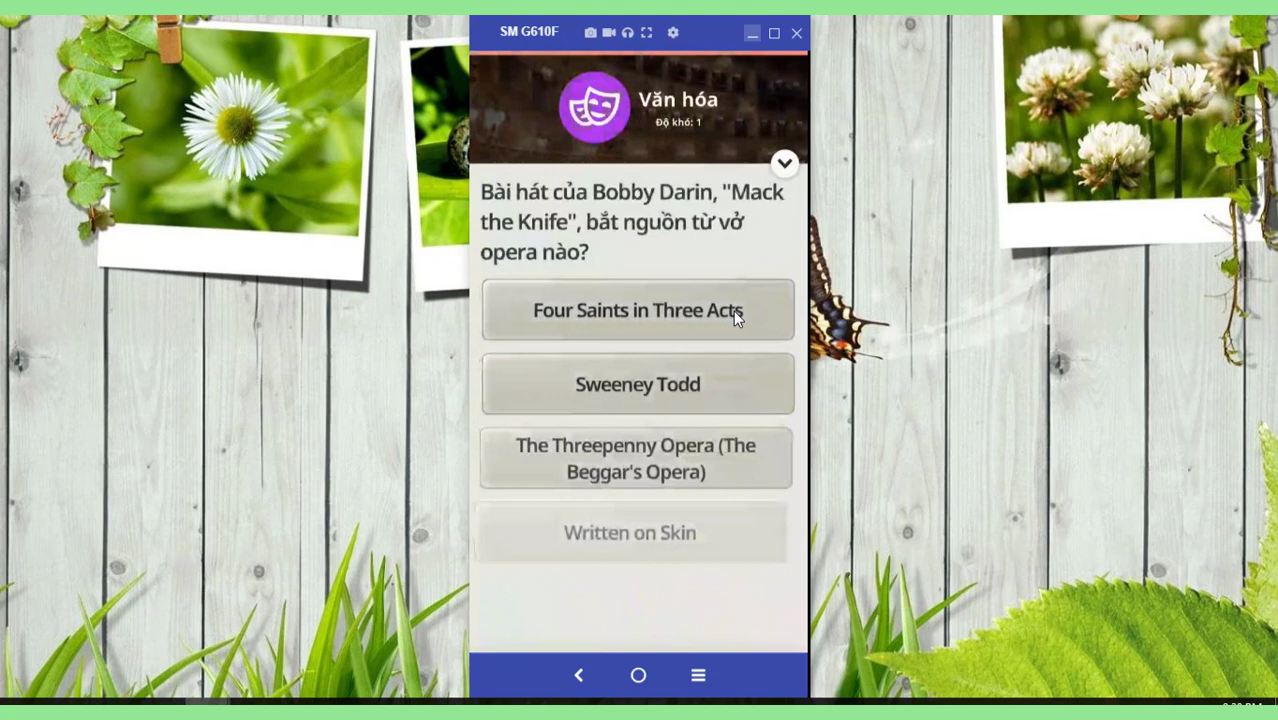 SM G610F
Văn hóa
Độ khó: 1
Bài hát của Bobby Darin, "Mack
the Knife", bắt nguồn từ vở
opera nào?
Four Saints in Three Acts
Sweeney Todd
The Threepenny Opera (The
Beggar's Opera)
Written on Skin